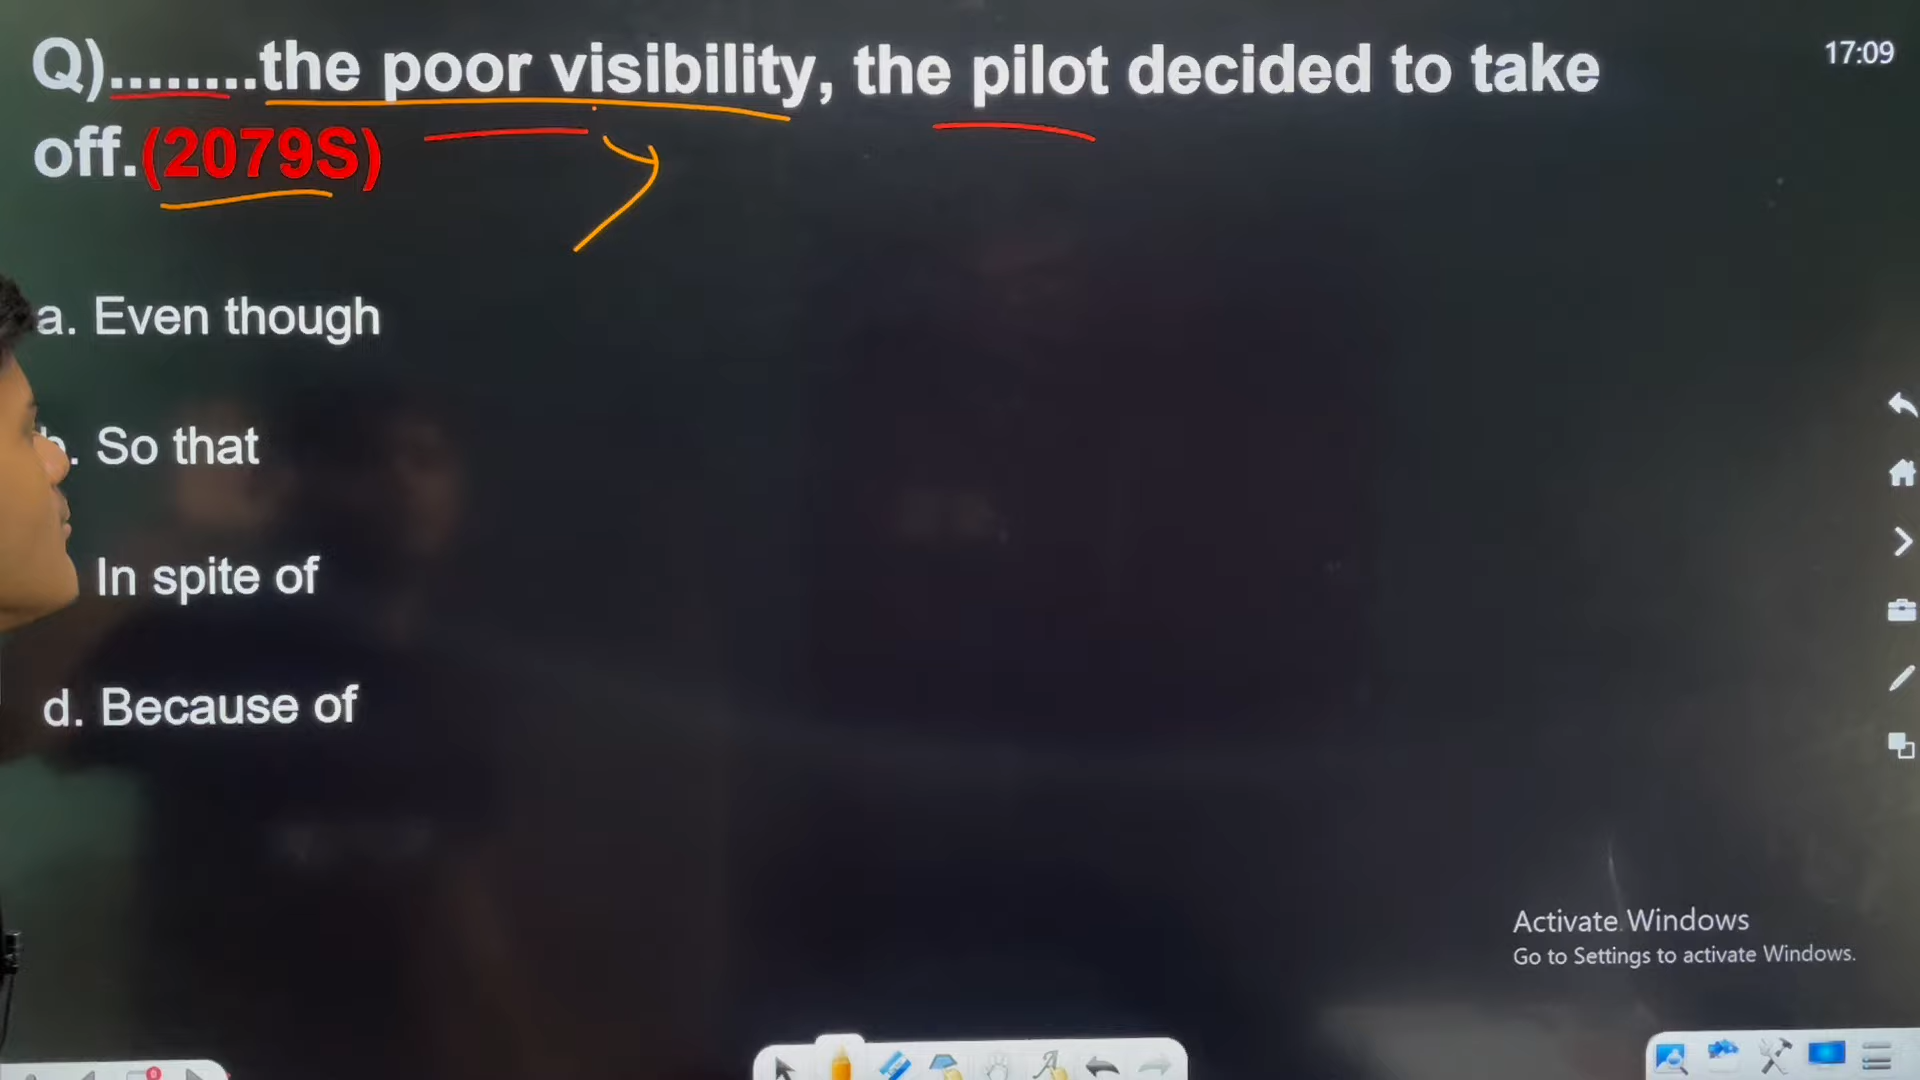 Q)........the poor visibility, the pilot decided to take
17:09
off.(2079S)
a. Even though
b. So that
In spite of
d. Because of
Activate Windows
Go to Settings to activate Windows.